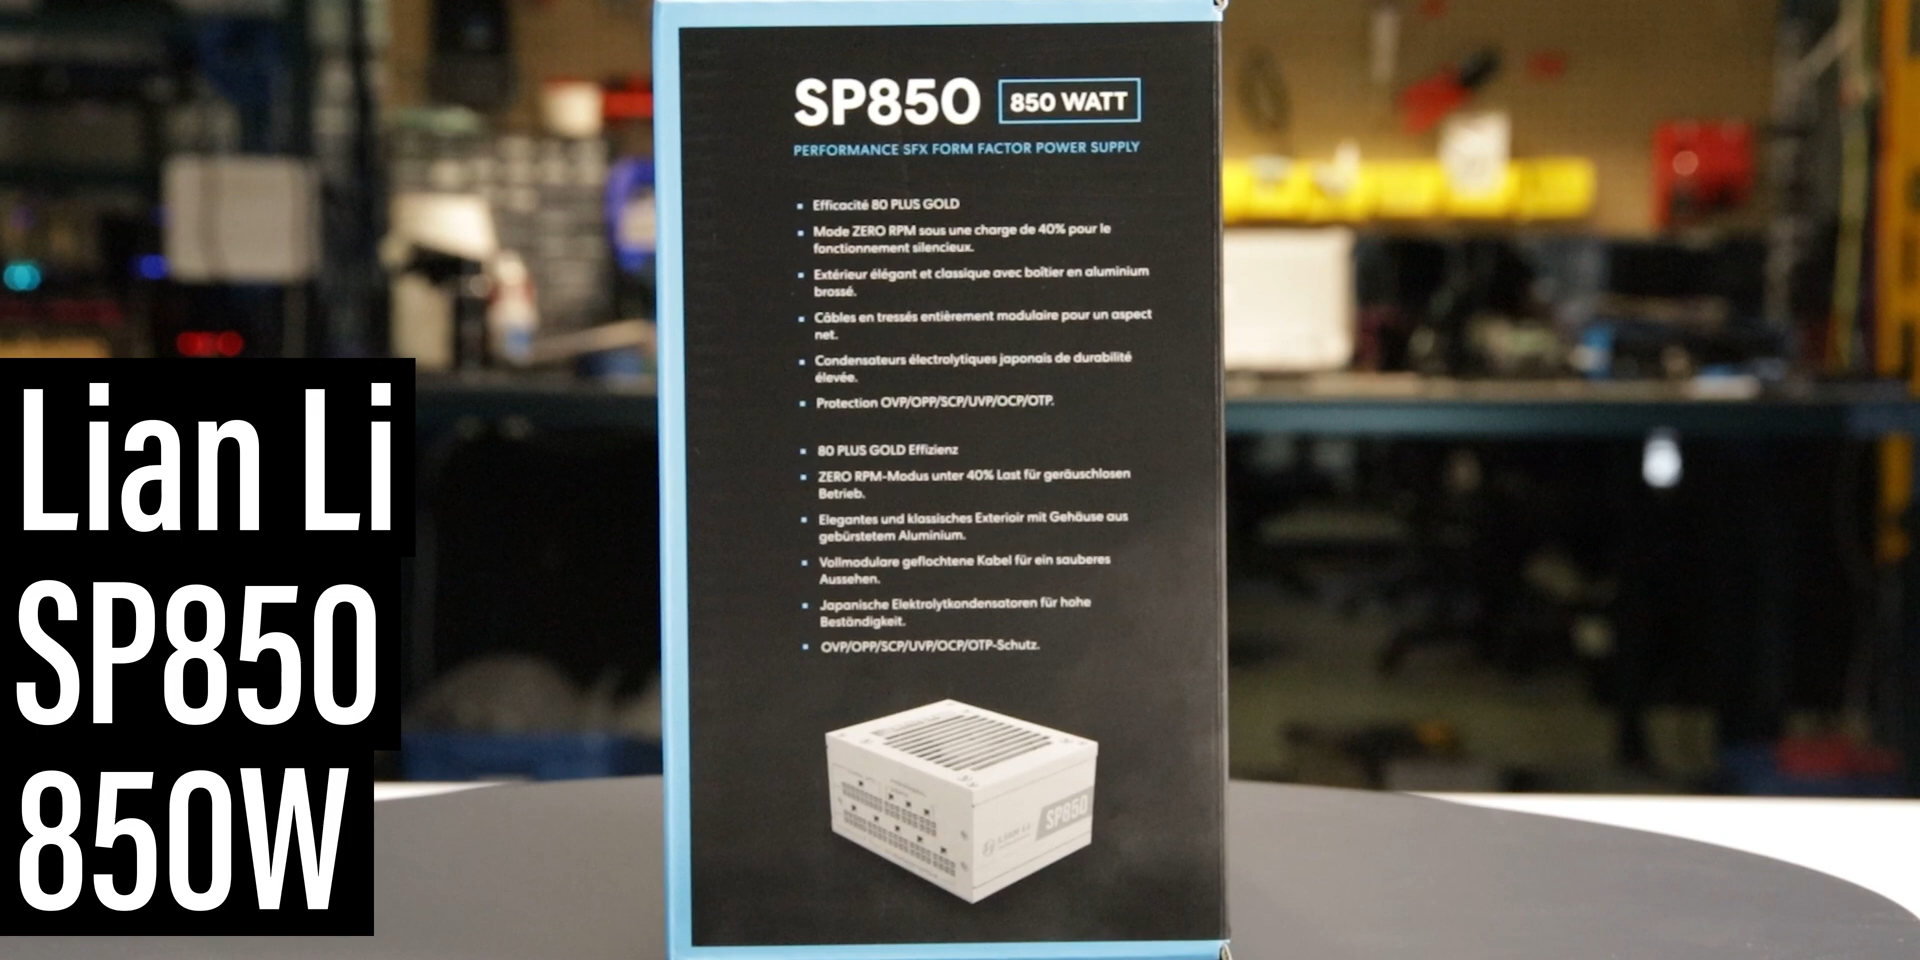 SP850 850 WATT
PERFORMANCE SFX FORM FACTOR POWER SUPPLY
▪ Efficacité 80 PLUS GOLD
▪ Mode ZERO RPM sous une charge de 40% pour le
fonctionnement silencieux.
▪ Extérieur élégant et classique avec boîtier en aluminium
brossé.
▪ Câbles en tressés entièrement modulaire pour un aspect
net.
▪ Condensateurs électrolytiques japonais de durabilité
élevée.
▪ Protection OVP/OPP/SCP/UVP/OCP/OTP.
▪ 80 PLUS GOLD Effizienz
▪ ZERO RPM-Modus unter 40% Last für geräuschlosen
Betrieb.
▪ Elegantes und klassisches Exterioir mit Gehäuse aus
gebürstetem Aluminium.
▪ Vollmodulare geflochtene Kabel für ein sauberes
Aussehen.
▪ Japanische Elektrolytkondensatoren für hohe
Beständigkeit.
▪ OVP/OPP/SCP/UVP/OCP/OTP-Schutz.
LIAN LI SP850
Lian Li
SP850
850W